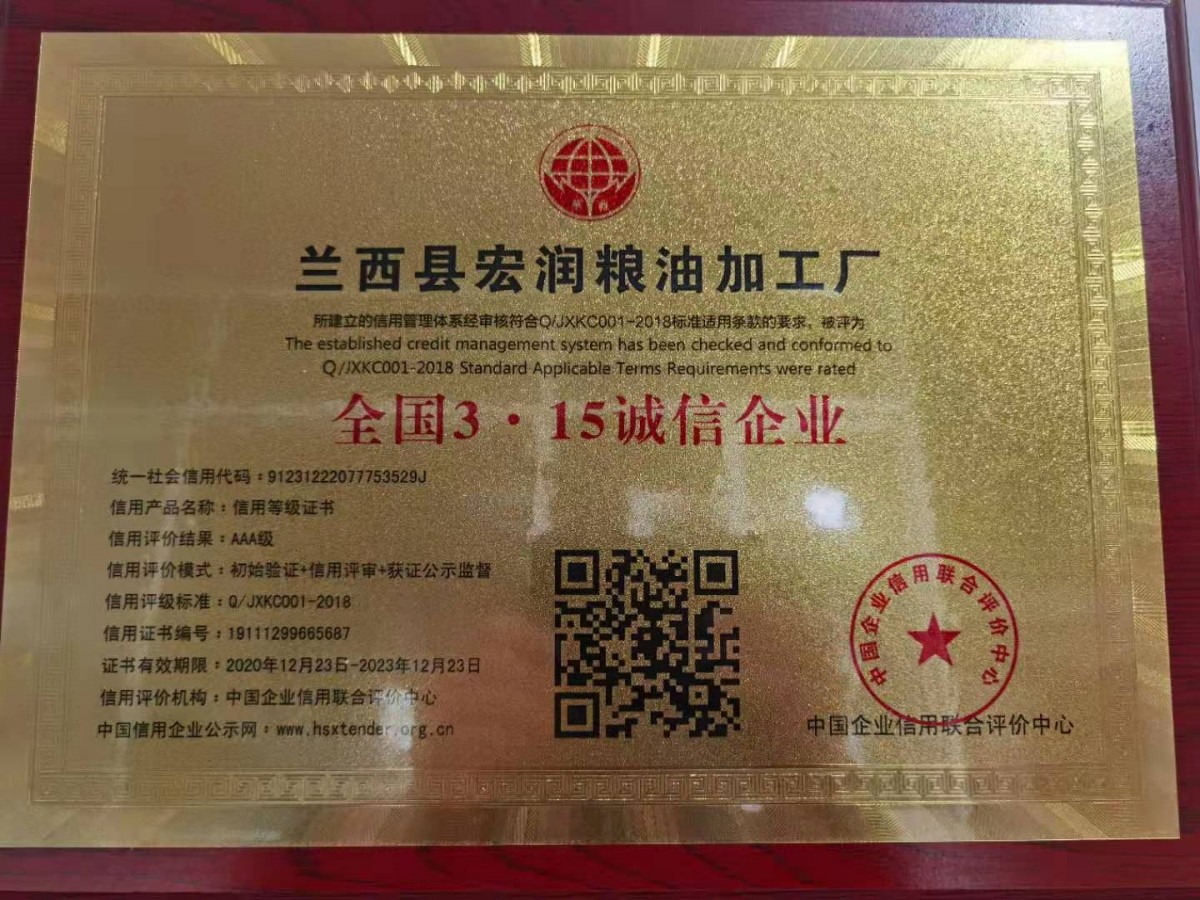 兰西县宏润粮油加工厂
所建立的信用管理体系经审核符合Q/JXKC001-2018标准适用条款的要求，被评为
The established credit management system has been checked and conformed to
Q/JXKC001-2018 Standard Applicable Terms Requirements were rated
全国3·15诚信企业
统一社会信用代码：91231222077753529J
信用产品名称：信用等级证书
信用评价结果：AAA级
信用评价模式：初始验证+信用评审+获证公示监督
信用评级标准：Q/JXKC001-2018
信用证书编号：19111299665687
证书有效期限：2020年12月23日-2023年12月23日
信用评价机构：中国企业信用联合评价中心
中国信用企业公示网：www.hsxtender.org.cn
中国企业信用联合评价中心
中国企业信用联合评价中心